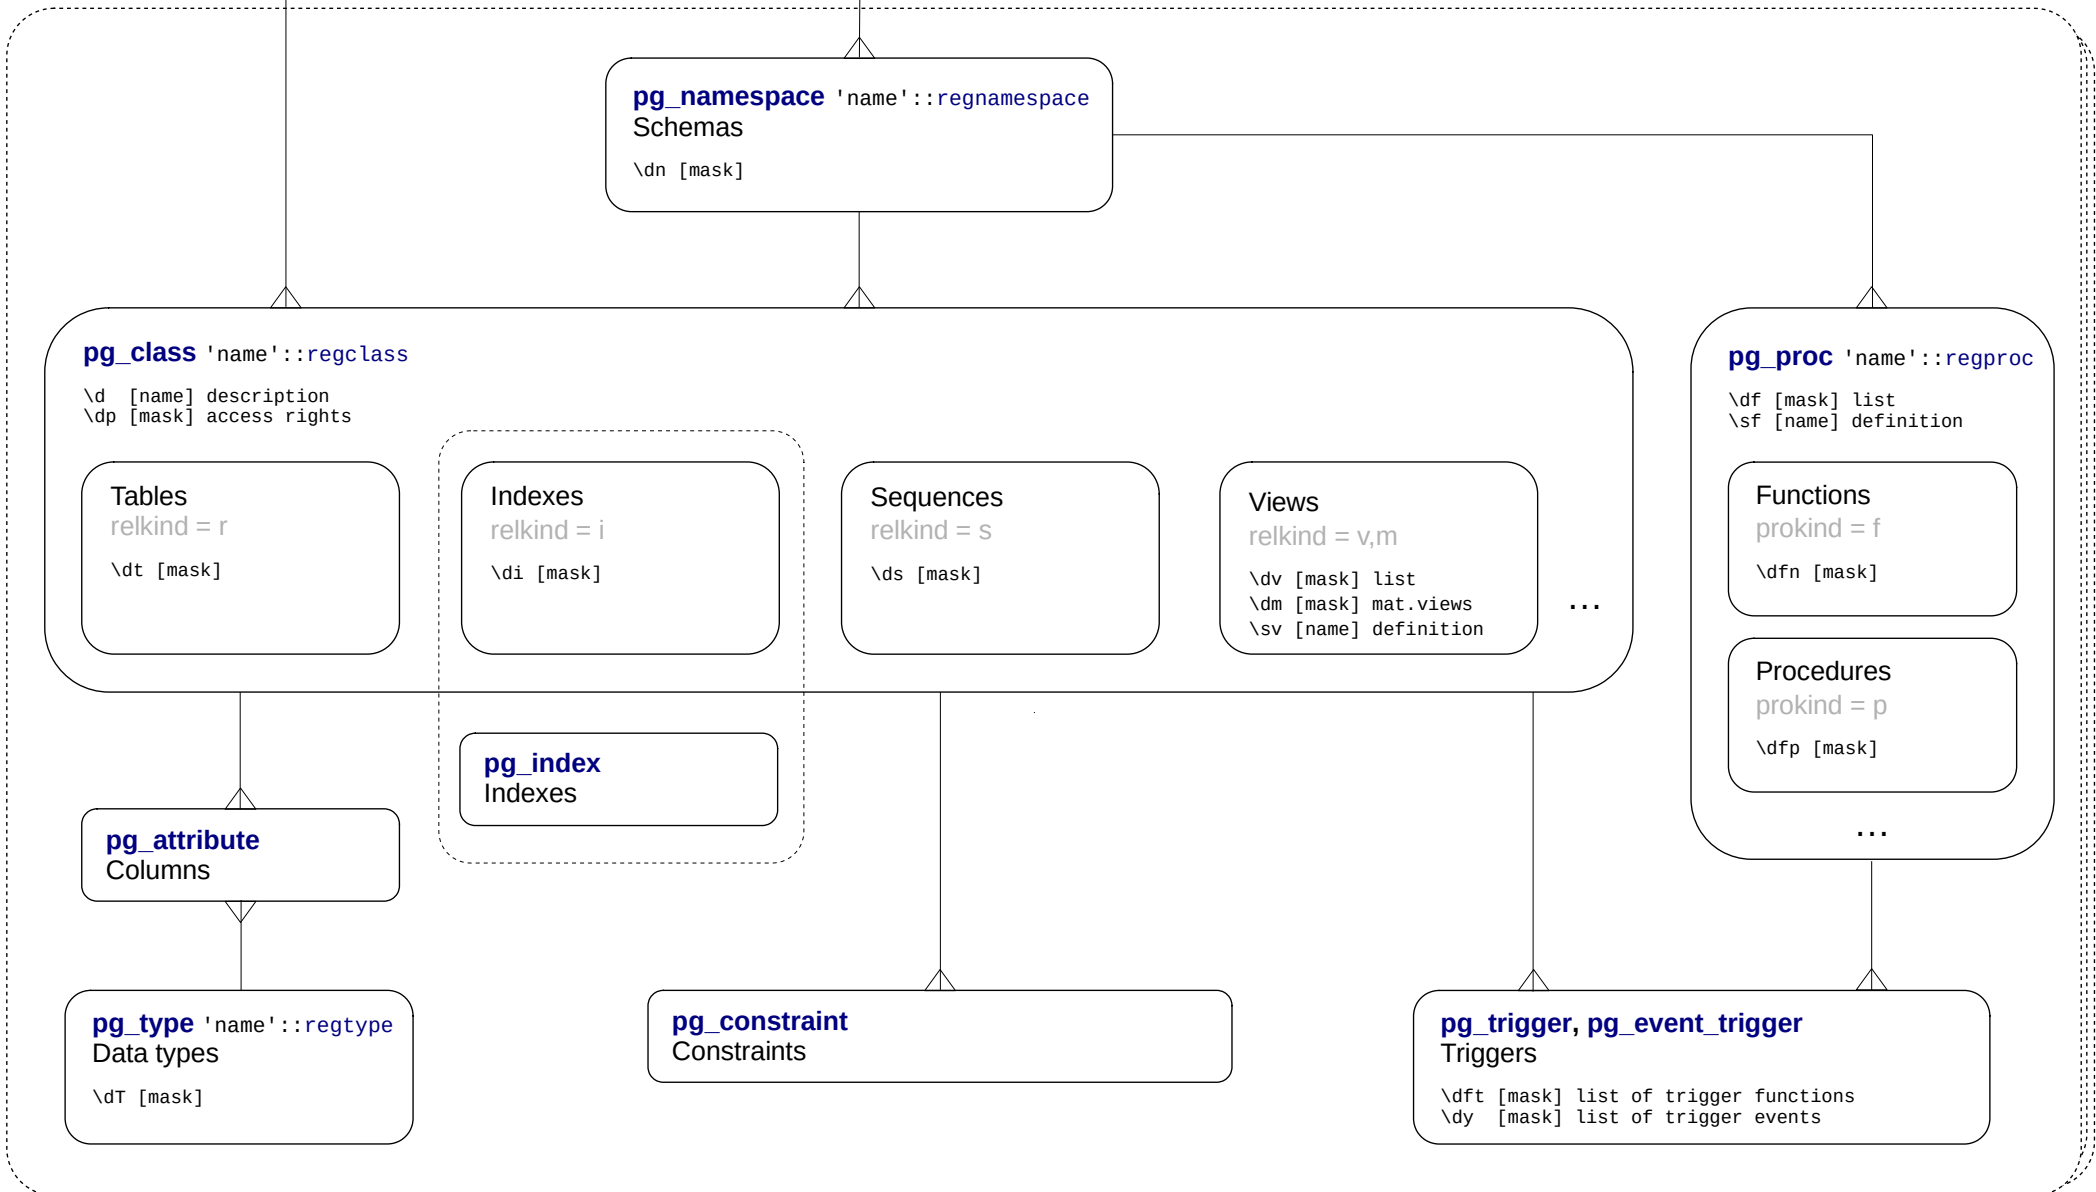 pg_namespace 'name'::regnamespace
Schemas
\dn [mask]
pg_class 'name'::regclass
\d  [name] description
\dp [mask] access rights
Tables
relkind = r
\dt [mask]
Indexes
relkind = i
\di [mask]
Sequences
relkind = s
\ds [mask]
Views
relkind = v,m
\dv [mask] list
\dm [mask] mat.views
\sv [name] definition
...
pg_proc 'name'::regproc
\df [mask] list
\sf [name] definition
Functions
prokind = f
\dfn [mask]
Procedures
prokind = p
\dfp [mask]
...
pg_index
Indexes
pg_attribute
Columns
pg_type 'name'::regtype
Data types
\dT [mask]
pg_constraint
Constraints
pg_trigger, pg_event_trigger
Triggers
\dft [mask] list of trigger functions
\dy  [mask] list of trigger events